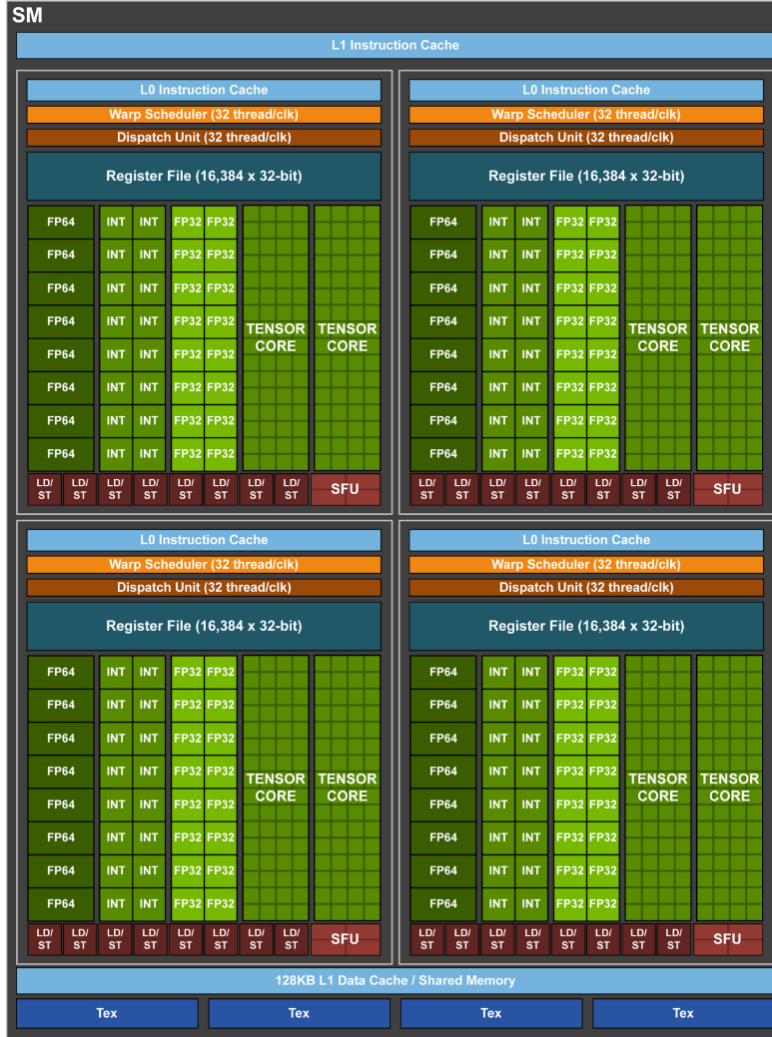 SM
L1 Instruction Cache
L0 Instruction Cache
Warp Scheduler (32 thread/clk)
Dispatch Unit (32 thread/clk)
Register File (16,384 x 32-bit)
FP64 INT INT FP32 FP32
FP64 INT INT FP32 FP32
FP64 INT INT FP32 FP32
FP64 INT INT FP32 FP32
TENSOR TENSOR
CORE CORE
FP64 INT INT FP32 FP32
FP64 INT INT FP32 FP32
FP64 INT INT FP32 FP32
FP64 INT INT FP32 FP32
LD/ LD/ LD/ LD/ LD/ LD/ LD/ LD/
ST ST ST ST ST ST ST ST
SFU
L0 Instruction Cache
Warp Scheduler (32 thread/clk)
Dispatch Unit (32 thread/clk)
Register File (16,384 x 32-bit)
FP64 INT INT FP32 FP32
FP64 INT INT FP32 FP32
FP64 INT INT FP32 FP32
FP64 INT INT FP32 FP32
TENSOR TENSOR
CORE CORE
FP64 INT INT FP32 FP32
FP64 INT INT FP32 FP32
FP64 INT INT FP32 FP32
FP64 INT INT FP32 FP32
LD/ LD/ LD/ LD/ LD/ LD/ LD/ LD/
ST ST ST ST ST ST ST ST
SFU
L0 Instruction Cache
Warp Scheduler (32 thread/clk)
Dispatch Unit (32 thread/clk)
Register File (16,384 x 32-bit)
FP64 INT INT FP32 FP32
FP64 INT INT FP32 FP32
FP64 INT INT FP32 FP32
FP64 INT INT FP32 FP32
TENSOR TENSOR
CORE CORE
FP64 INT INT FP32 FP32
FP64 INT INT FP32 FP32
FP64 INT INT FP32 FP32
FP64 INT INT FP32 FP32
LD/ LD/ LD/ LD/ LD/ LD/ LD/ LD/
ST ST ST ST ST ST ST ST
SFU
L0 Instruction Cache
Warp Scheduler (32 thread/clk)
Dispatch Unit (32 thread/clk)
Register File (16,384 x 32-bit)
FP64 INT INT FP32 FP32
FP64 INT INT FP32 FP32
FP64 INT INT FP32 FP32
FP64 INT INT FP32 FP32
TENSOR TENSOR
CORE CORE
FP64 INT INT FP32 FP32
FP64 INT INT FP32 FP32
FP64 INT INT FP32 FP32
FP64 INT INT FP32 FP32
LD/ LD/ LD/ LD/ LD/ LD/ LD/ LD/
ST ST ST ST ST ST ST ST
SFU
128KB L1 Data Cache / Shared Memory
Tex Tex Tex Tex